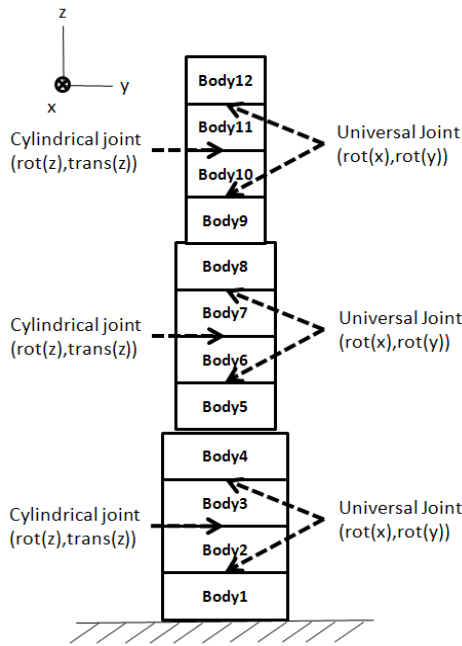 z
y
x
Body12
Body11
Cylindrical joint
(rot(z),trans(z))
Universal Joint
(rot(x),rot(y))
Body10
Body9
Body8
Body7
Cylindrical joint
(rot(z),trans(z))
Universal Joint
(rot(x),rot(y))
Body6
Body5
Body4
Body3
Cylindrical joint
(rot(z),trans(z))
Universal Joint
(rot(x),rot(y))
Body2
Body1